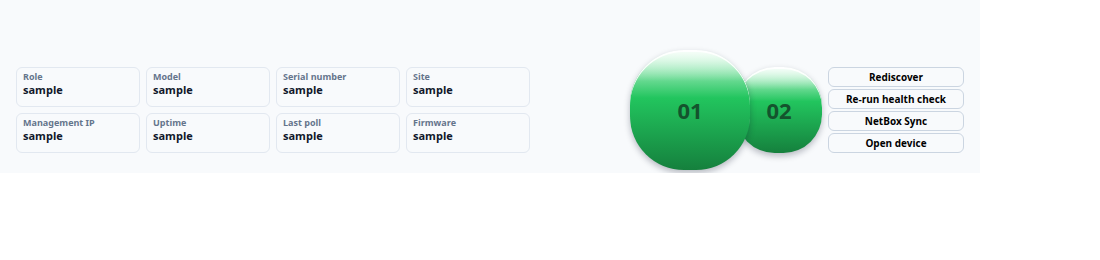 Role
sample
Model
sample
Serial number
sample
Site
sample
Management IP
sample
Uptime
sample
Last poll
sample
Firmware
sample
01
02
Rediscover
Re-run health check
NetBox Sync
Open device